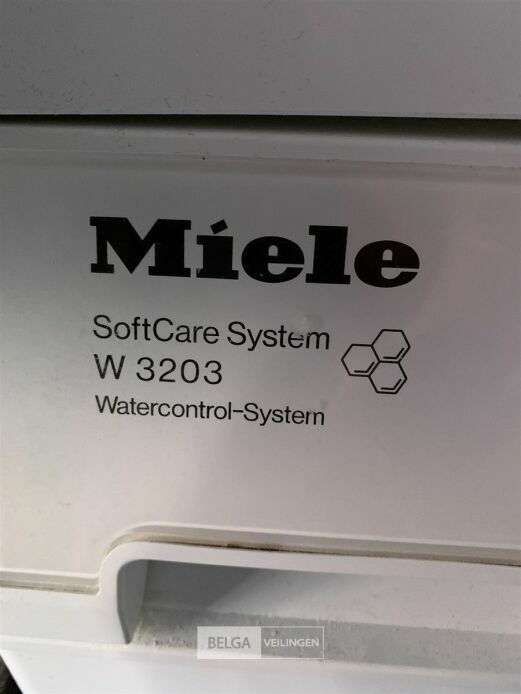 Miele
SoftCare System
W 3203
Watercontrol-System
BELGA VEILINGEN